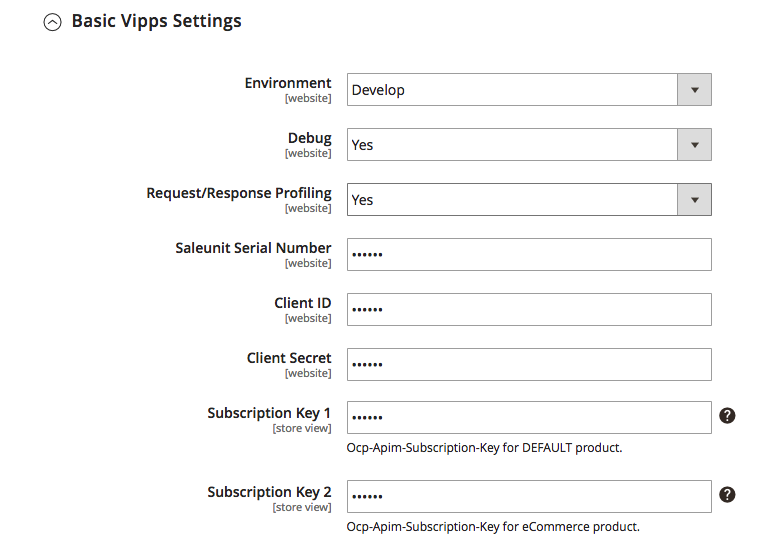 Basic Vipps Settings
Environment
[website]
Develop
Debug
[website]
Yes
Request/Response Profiling
[website]
Yes
Saleunit Serial Number
[website]
••••••
Client ID
[website]
••••••
Client Secret
[website]
••••••
Subscription Key 1
[store view]
••••••
?
Ocp-Apim-Subscription-Key for DEFAULT product.
Subscription Key 2
[store view]
••••••
?
Ocp-Apim-Subscription-Key for eCommerce product.